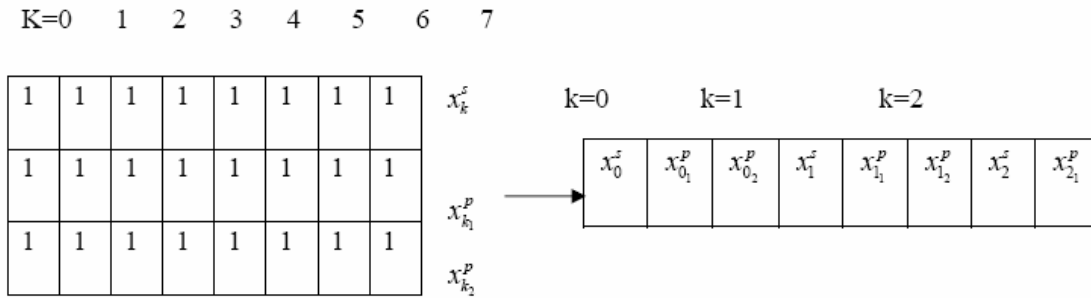 K=0 1 2 3 4 5 6 7
1 1 1 1 1 1 1 1 x_k^s
k=0 k=1 k=2
x_0^s x_{0_1}^p x_{0_2}^p x_1^s x_{1_1}^p x_{1_2}^p x_2^s x_{2_1}^p
1 1 1 1 1 1 1 1 x_{k_1}^p
1 1 1 1 1 1 1 1 x_{k_2}^p